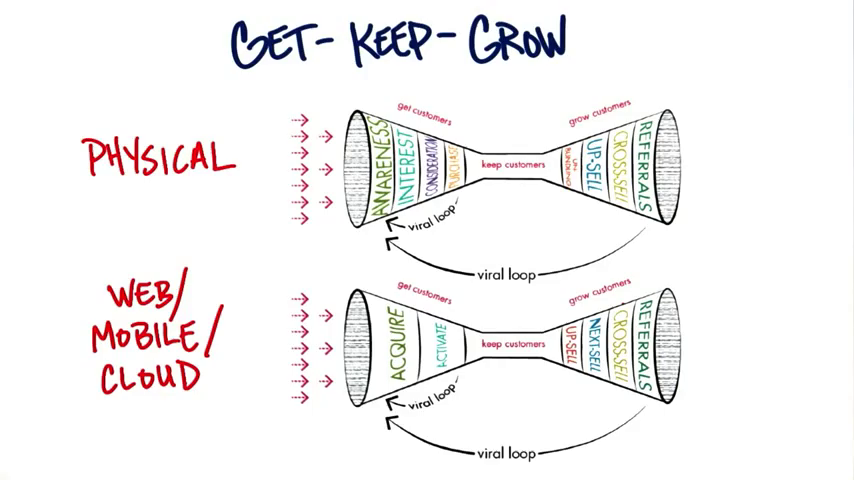 GET-KEEP-GROW
PHYSICAL
get customers
AWARENESS
INTEREST
CONSIDERATION
PURCHASE
keep customers
grow customers
UNBUNDLING
UP-SELL
CROSS-SELL
REFERRALS
viral loop
viral loop
WEB/
MOBILE/
CLOUD
get customers
ACQUIRE
ACTIVATE
keep customers
grow customers
UP-SELL
NEXT-SELL
CROSS-SELL
REFERRALS
viral loop
viral loop